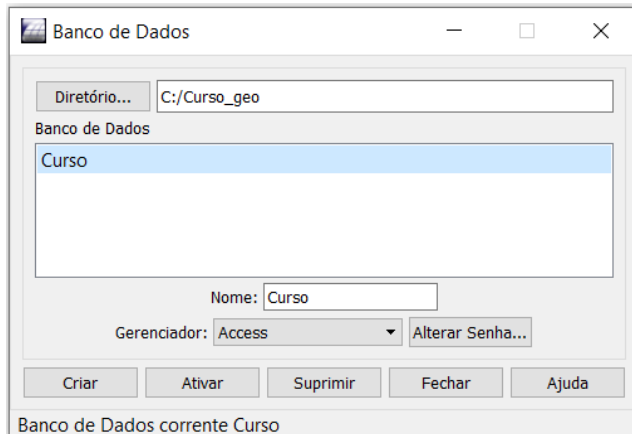 Banco de Dados
Diretório... C:/Curso_geo
Banco de Dados
Curso
Nome: Curso
Gerenciador: Access Alterar Senha...
Criar Ativar Suprimir Fechar Ajuda
Banco de Dados corrente Curso